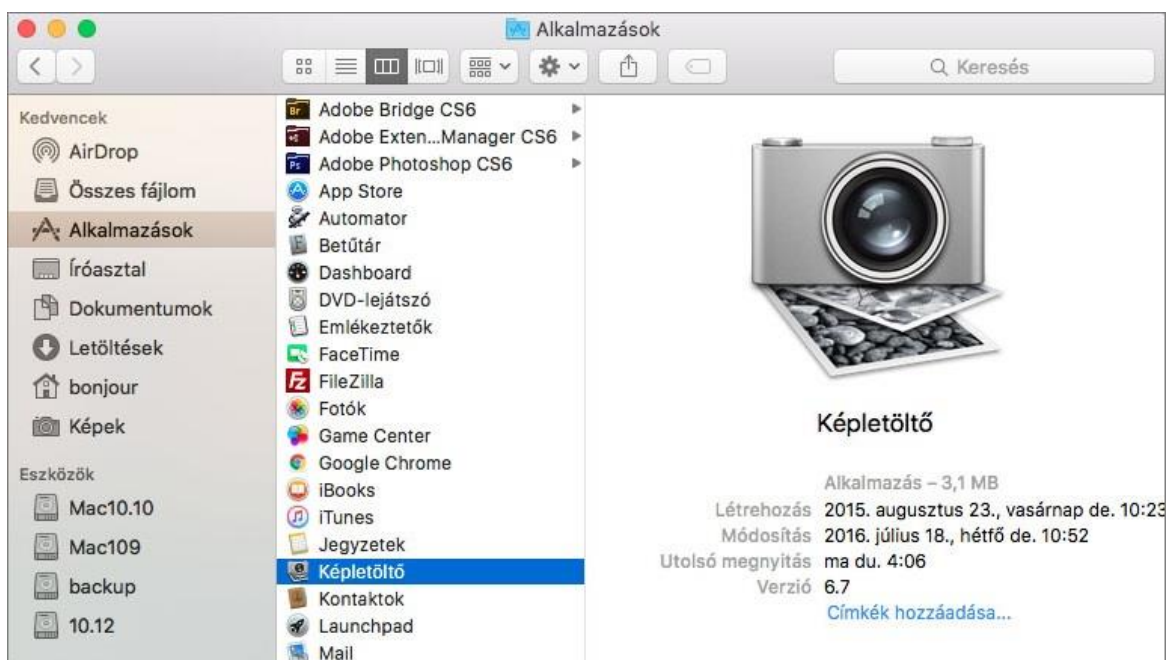 Alkalmazások
Keresés
Kedvencek
AirDrop
Összes fájlom
Alkalmazások
Íróasztal
Dokumentumok
Letöltések
bonjour
Képek
Eszközök
Mac10.10
Mac109
backup
10.12
Adobe Bridge CS6
Adobe Exten...Manager CS6
Adobe Photoshop CS6
App Store
Automator
Betűtár
Dashboard
DVD-lejátszó
Emlékeztetők
FaceTime
FileZilla
Fotók
Game Center
Google Chrome
iBooks
iTunes
Jegyzetek
Képletöltő
Kontaktok
Launchpad
Mail
Képletöltő
Alkalmazás – 3,1 MB
Létrehozás 2015. augusztus 23., vasárnap de. 10:23
Módosítás 2016. július 18., hétfő de. 10:52
Utolsó megnyitás ma du. 4:06
Verzió 6.7
Címkék hozzáadása...